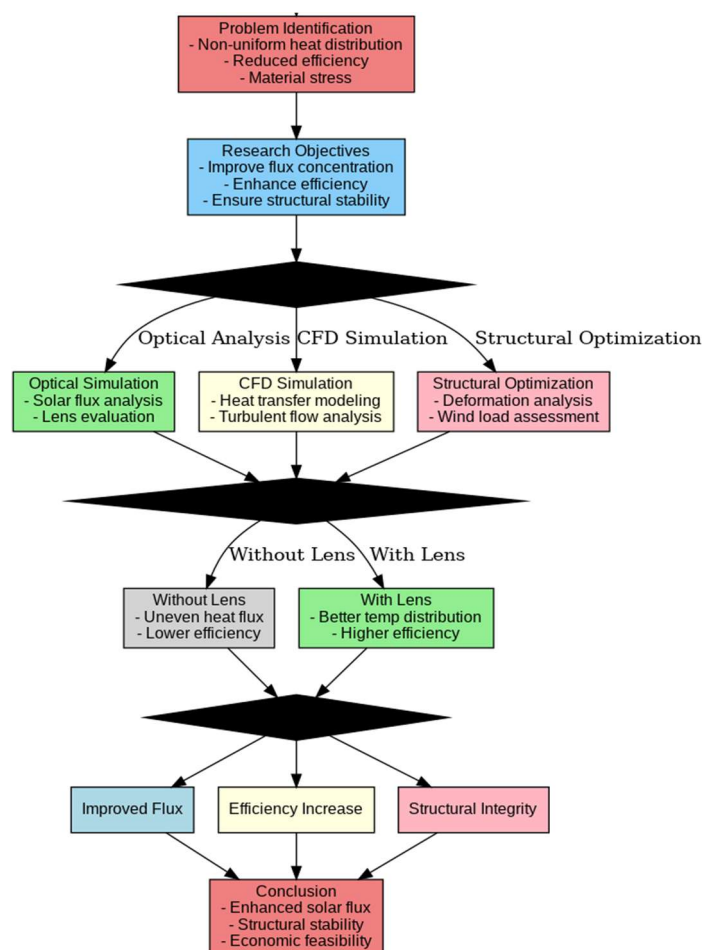 Problem Identification
- Non-uniform heat distribution
- Reduced efficiency
- Material stress
Research Objectives
- Improve flux concentration
- Enhance efficiency
- Ensure structural stability
Optical Analysis
CFD Simulation
Structural Optimization
Optical Simulation
- Solar flux analysis
- Lens evaluation
CFD Simulation
- Heat transfer modeling
- Turbulent flow analysis
Structural Optimization
- Deformation analysis
- Wind load assessment
Without Lens
With Lens
Without Lens
- Uneven heat flux
- Lower efficiency
With Lens
- Better temp distribution
- Higher efficiency
Improved Flux
Efficiency Increase
Structural Integrity
Conclusion
- Enhanced solar flux
- Structural stability
- Economic feasibility